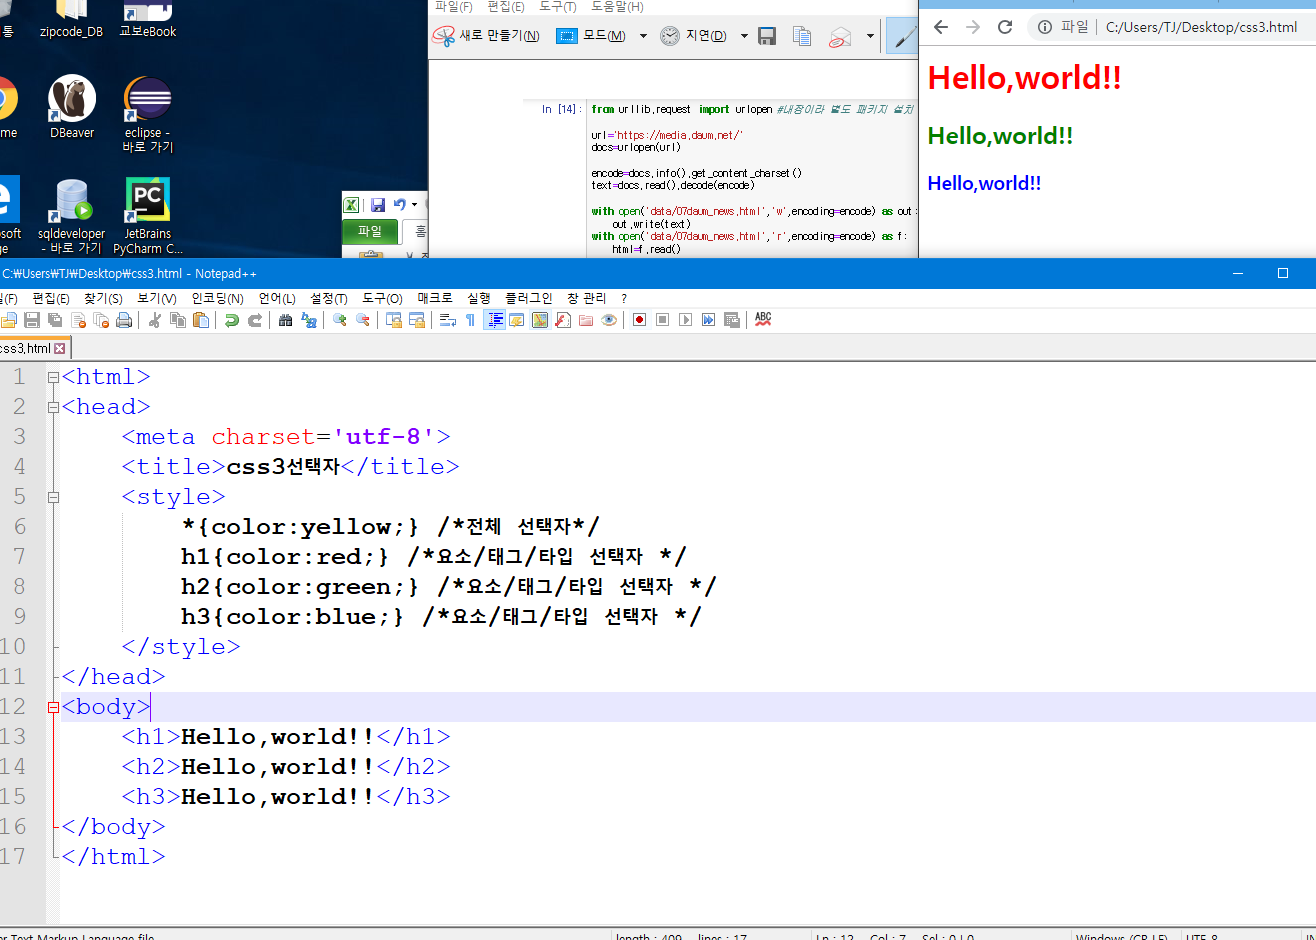 통
zipcode_DB
교보eBook
me
DBeaver
eclipse -
바로 가기
soft
ge
sqldeveloper
- 바로 가기
JetBrains
PyCharm C...
파일
홈
파일(F) 편집(E) 도구(T) 도움말(H)
새로 만들기(N) 모드(M) 지연(D)
In [14]: from urllib.request import urlopen #내장이라 별도 패키지 설치
url='https://media.daum.net/'
docs=urlopen(url)
encode=docs.info().get_content_charset()
text=docs.read().decode(encode)
with open('data/07daum_news.html','w',encoding=encode) as out:
out.write(text)
with open('data/07daum_news.html','r',encoding=encode) as f:
html=f.read()
파일 C:/Users/TJ/Desktop/css3.html
Hello,world!!
Hello,world!!
Hello,world!!
C:₩Users₩TJ₩Desktop₩css3.html - Notepad++
(F) 편집(E) 찾기(S) 보기(V) 인코딩(N) 언어(L) 설정(T) 도구(O) 매크로 실행 플러그인 창 관리 ?
ABC
css3.html
1 <html>
2 <head>
3 <meta charset='utf-8'>
4 <title>css3선택자</title>
5 <style>
6 *{color:yellow;} /*전체 선택자*/
7 h1{color:red;} /*요소/태그/타입 선택자 */
8 h2{color:green;} /*요소/태그/타입 선택자 */
9 h3{color:blue;} /*요소/태그/타입 선택자 */
10 </style>
11 </head>
12 <body>
13 <h1>Hello,world!!</h1>
14 <h2>Hello,world!!</h2>
15 <h3>Hello,world!!</h3>
16 </body>
17 </html>
er Text Markup Language file length : 409 lines : 17 Ln : 12 Col : 7 Sel : 0 | 0 Windows (CR LF) UTF-8 IN